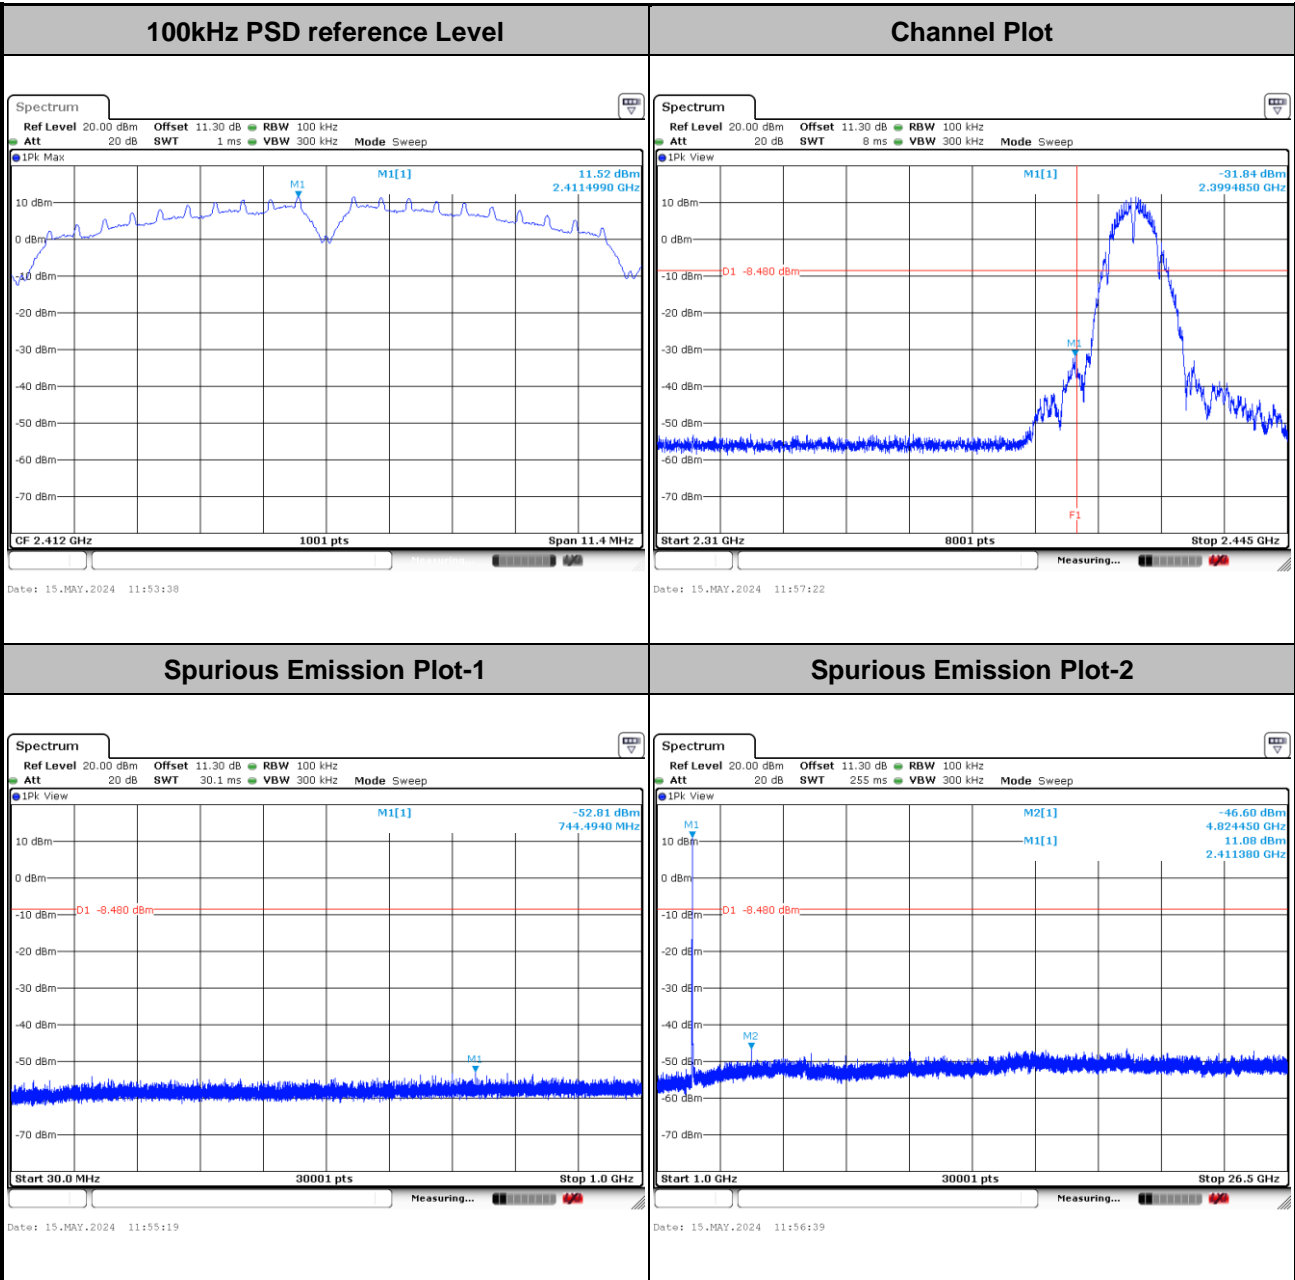 100kHz PSD reference Level
Channel Plot
Spectrum
Ref Level 20.00 dBm Offset 11.30 dB RBW 100 kHz
Att 20 dB SWT 1 ms VBW 300 kHz Mode Sweep
1Pk Max
M1[1] 11.52 dBm
2.4114990 GHz
M1
10 dBm
0 dBm
-10 dBm
-20 dBm
-30 dBm
-40 dBm
-50 dBm
-60 dBm
-70 dBm
CF 2.412 GHz 1001 pts Span 11.4 MHz
Measuring...
Date: 15.MAY.2024 11:53:38
Spectrum
Ref Level 20.00 dBm Offset 11.30 dB RBW 100 kHz
Att 20 dB SWT 8 ms VBW 300 kHz Mode Sweep
1Pk View
M1[1] -31.84 dBm
2.3994850 GHz
10 dBm
0 dBm
D1 -8.480 dBm
-10 dBm
-20 dBm
-30 dBm
M1
-40 dBm
-50 dBm
-60 dBm
-70 dBm
F1
Start 2.31 GHz 8001 pts Stop 2.445 GHz
Measuring...
Date: 15.MAY.2024 11:57:22
Spurious Emission Plot-1
Spurious Emission Plot-2
Spectrum
Ref Level 20.00 dBm Offset 11.30 dB RBW 100 kHz
Att 20 dB SWT 30.1 ms VBW 300 kHz Mode Sweep
1Pk View
M1[1] -52.81 dBm
744.4940 MHz
10 dBm
0 dBm
D1 -8.480 dBm
-10 dBm
-20 dBm
-30 dBm
-40 dBm
-50 dBm
M1
-70 dBm
Start 30.0 MHz 30001 pts Stop 1.0 GHz
Measuring...
Date: 15.MAY.2024 11:55:19
Spectrum
Ref Level 20.00 dBm Offset 11.30 dB RBW 100 kHz
Att 20 dB SWT 255 ms VBW 300 kHz Mode Sweep
1Pk View
M2[1] -46.60 dBm
4.824450 GHz
M1[1] 11.08 dBm
2.411380 GHz
M1
10 dBm
0 dBm
D1 -8.480 dBm
-10 dBm
-20 dBm
-30 dBm
-40 dBm
M2
-50 dBm
-60 dBm
-70 dBm
Start 1.0 GHz 30001 pts Stop 26.5 GHz
Measuring...
Date: 15.MAY.2024 11:56:39